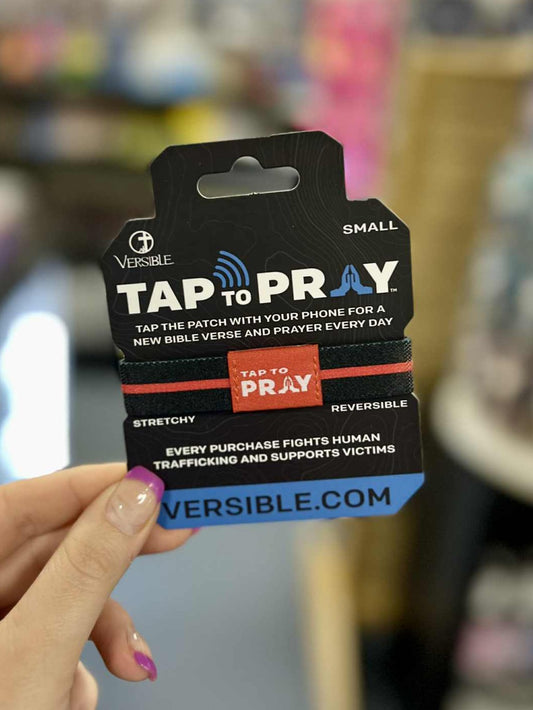 SMALL
VERSIBLE
TAP TO PRAY™
TAP THE PATCH WITH YOUR PHONE FOR A
NEW BIBLE VERSE AND PRAYER EVERY DAY
TAP TO
PRAY
STRETCHY
REVERSIBLE
EVERY PURCHASE FIGHTS HUMAN
TRAFFICKING AND SUPPORTS VICTIMS
VERSIBLE.COM